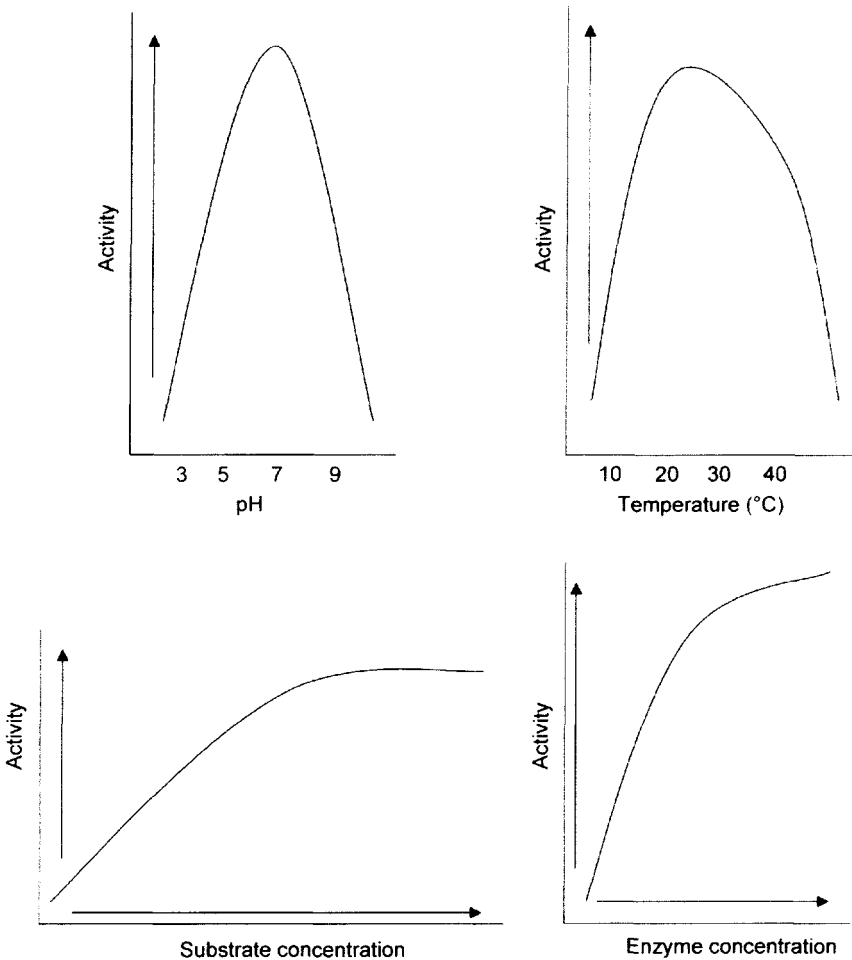 Activity
3 5 7 9
pH
Activity
10 20 30 40
Temperature (°C)
Activity
Substrate concentration
Activity
Enzyme concentration